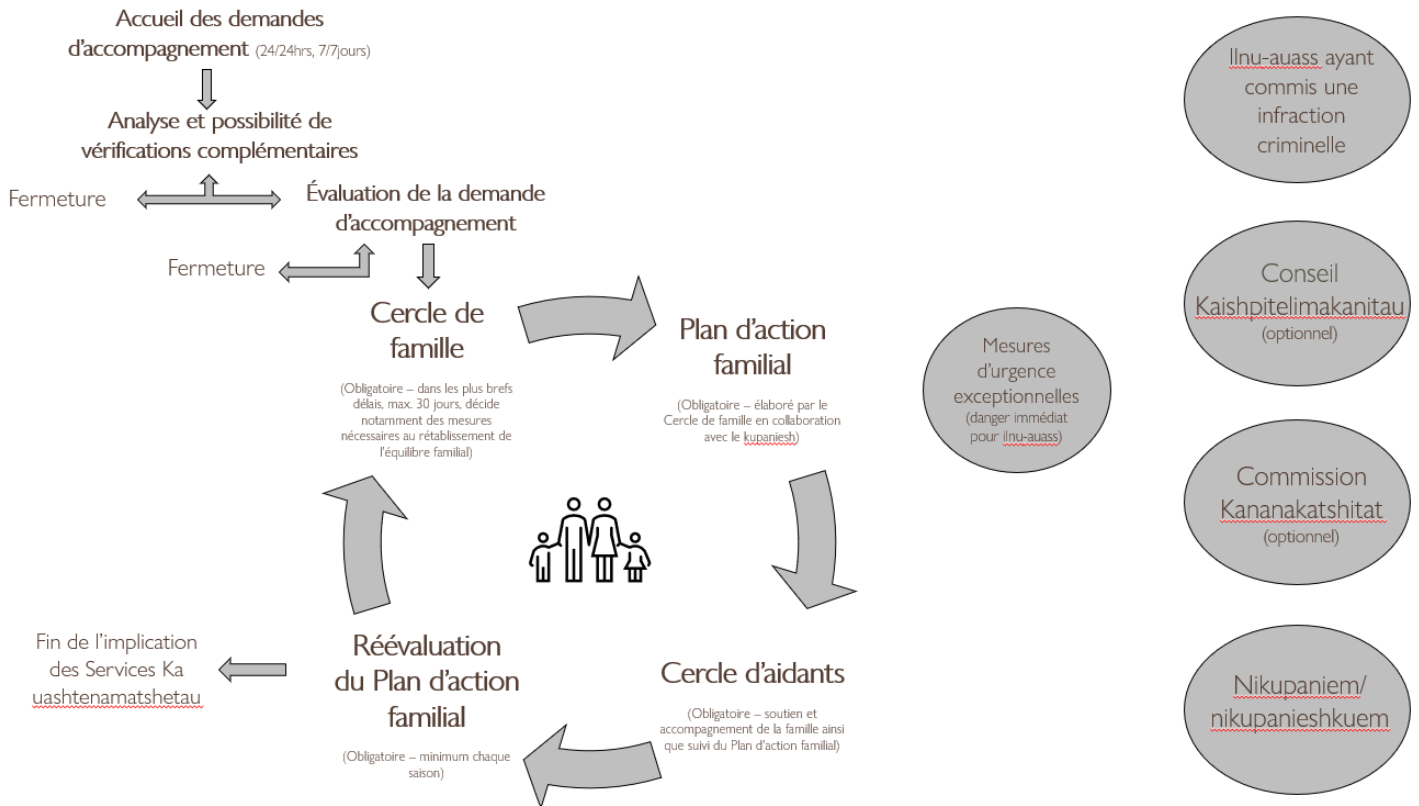 Accueil des demandes
d'accompagnement (24/24hrs, 7/7jours)
Analyse et possibilité de
vérifications complémentaires
Fermeture
Évaluation de la demande
d'accompagnement
Fermeture
Cercle de
famille
(Obligatoire – dans les plus brefs
délais, max. 30 jours, décide
notamment des mesures
nécessaires au rétablissement de
l'équilibre familial)
Plan d'action
familial
(Obligatoire – élaboré par le
Cercle de famille en collaboration
avec le kupaniesh)
Cercle d'aidants
(Obligatoire – soutien et
accompagnement de la famille ainsi
que suivi du Plan d'action familial)
Réévaluation
du Plan d'action
familial
(Obligatoire – minimum chaque
saison)
Fin de l'implication
des Services Ka
uashtenamatshetau
Mesures
d'urgence
exceptionnelles
(danger immédiat
pour ilnu-auass)
Ilnu-auass ayant
commis une
infraction
criminelle
Conseil
Kaishpitelimakanitau
(optionnel)
Commission
Kananakatshitat
(optionnel)
Nikupaniem/
nikupanieshkuem